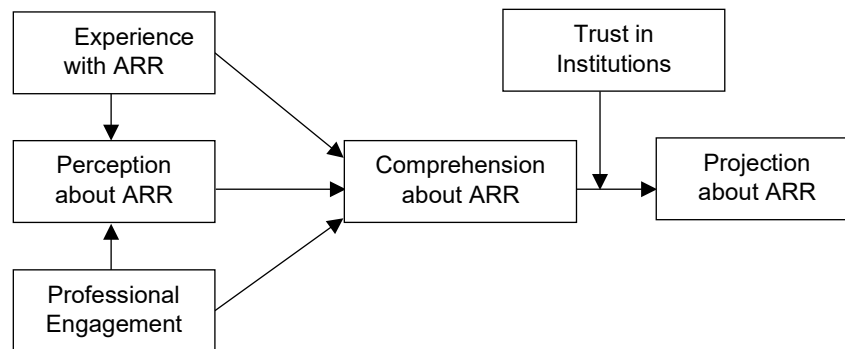 Experience
with ARR
Trust in
Institutions
Perception
about ARR
Comprehension
about ARR
Projection
about ARR
Professional
Engagement